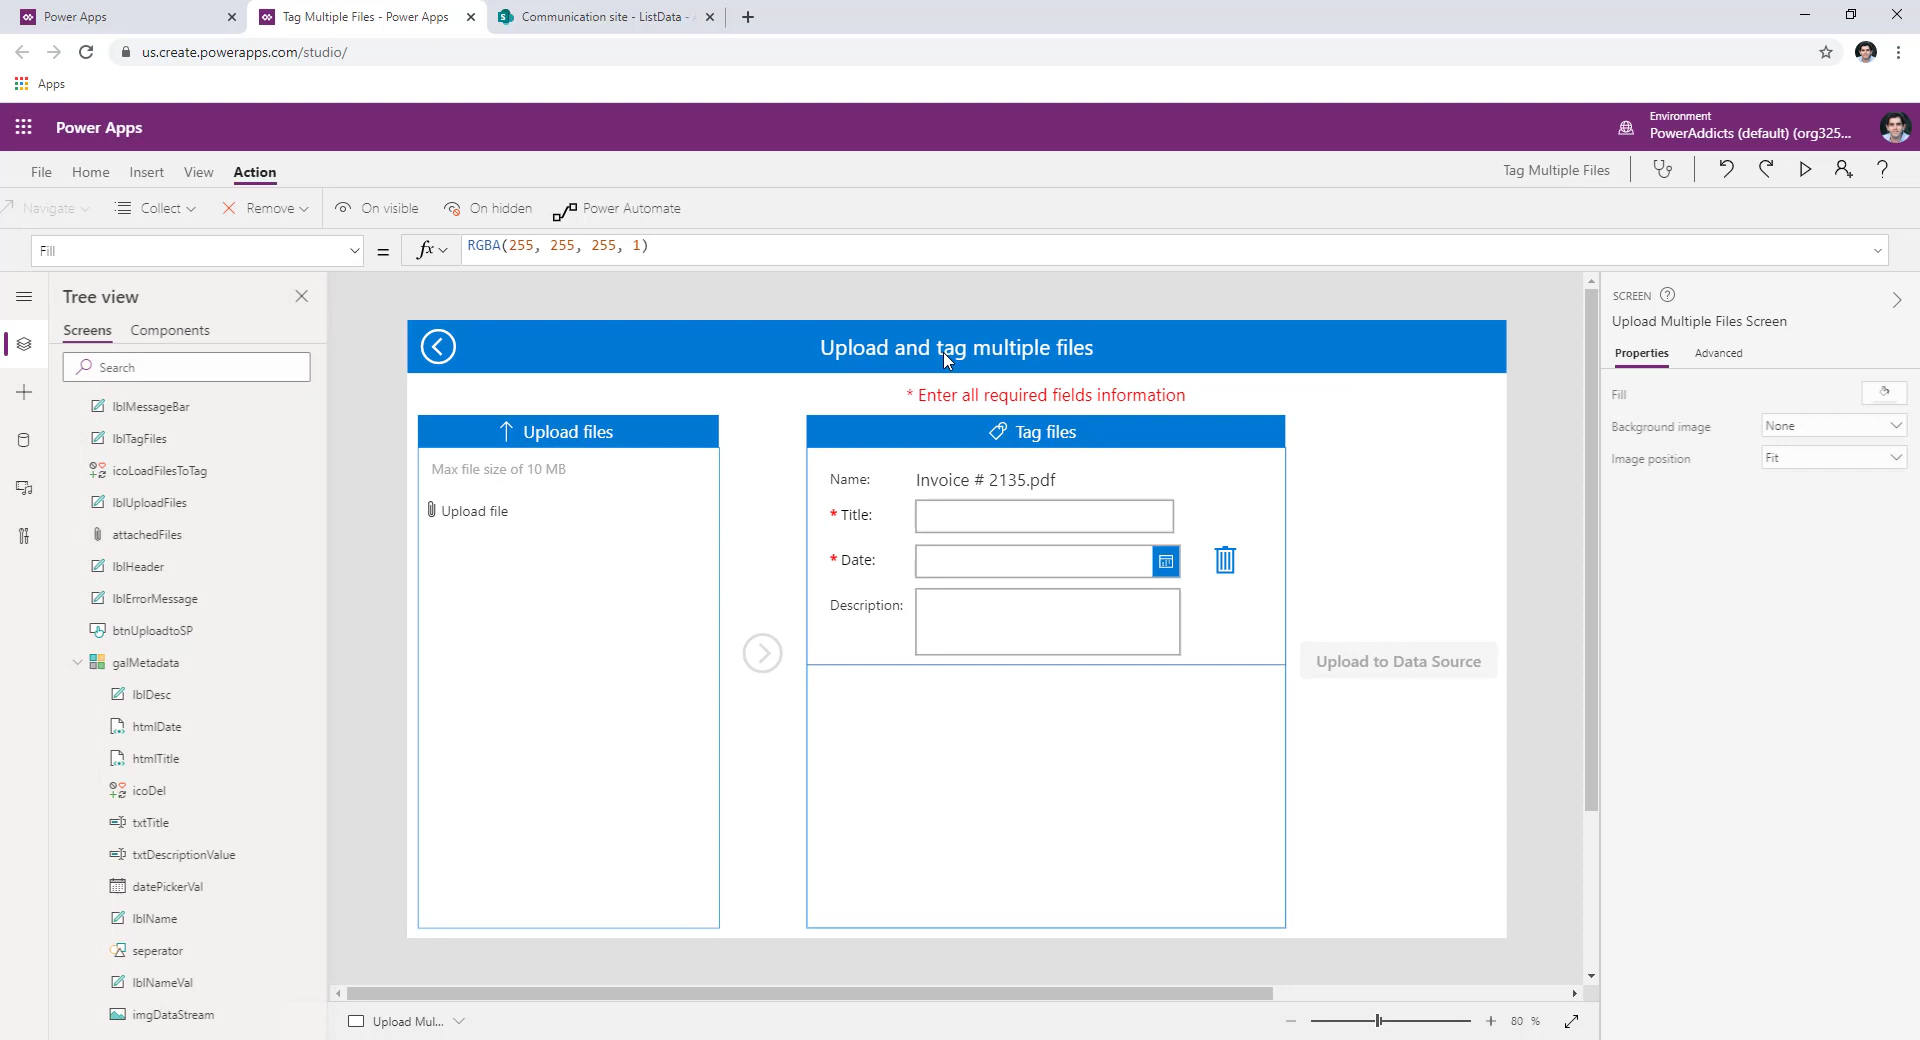 Power Apps
Tag Multiple Files - Power Apps
Communication site - ListData -
us.create.powerapps.com/studio/
Apps
Power Apps
Environment
PowerAddicts (default) (org325...
File Home Insert View Action
Tag Multiple Files
Navigate Collect Remove On visible On hidden Power Automate
Fill = fx RGBA(255, 255, 255, 1)
Tree view
Screens Components
Search
lblMessageBar
lblTagFiles
icoLoadFilesToTag
lblUploadFiles
attachedFiles
lblHeader
lblErrorMessage
btnUploadtoSP
galMetadata
lblDesc
htmlDate
htmlTitle
icoDel
txtTitle
txtDescriptionValue
datePickerVal
lblName
seperator
lblNameVal
imgDataStream
Upload and tag multiple files
* Enter all required fields information
Upload files
Max file size of 10 MB
Upload file
Tag files
Name: Invoice # 2135.pdf
* Title:
* Date:
Description:
Upload to Data Source
Upload Mul...
80 %
SCREEN
Upload Multiple Files Screen
Properties Advanced
Fill
Background image None
Image position Fit